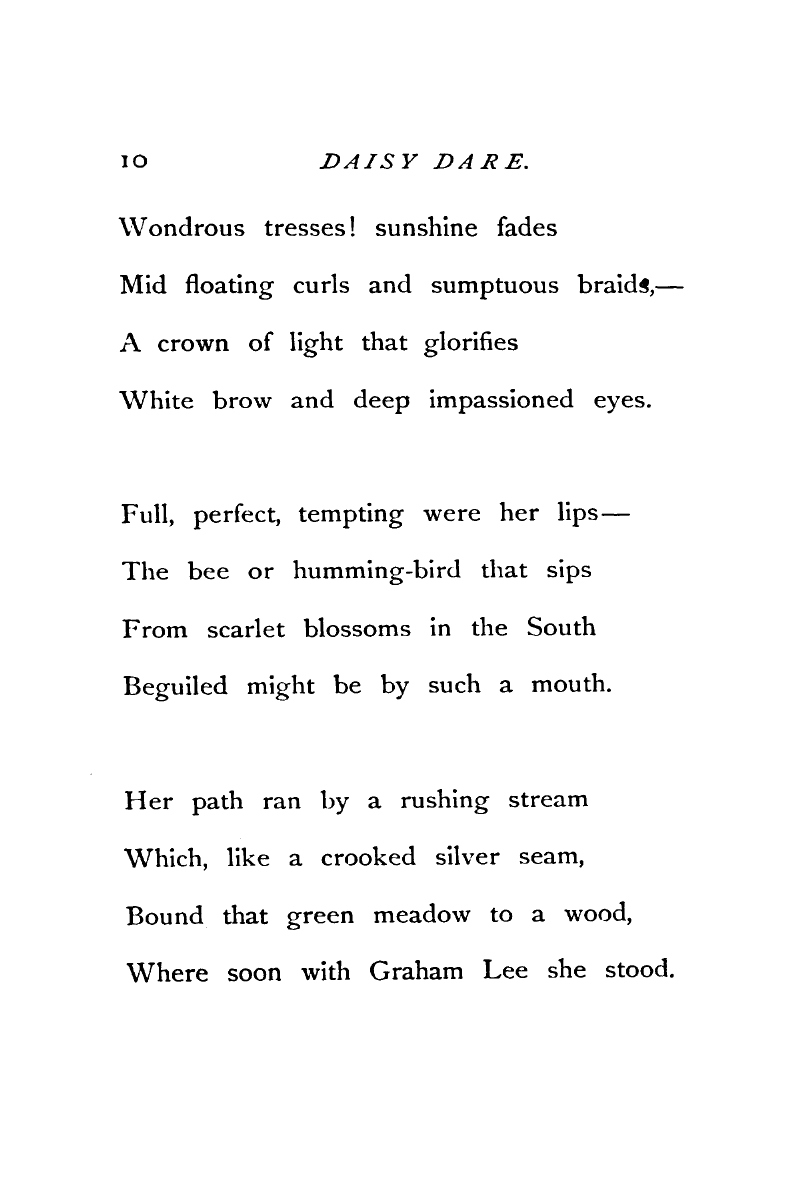 10 DAISY DARE.
Wondrous tresses! sunshine fades
Mid floating curls and sumptuous braids,—
A crown of light that glorifies
White brow and deep impassioned eyes.
Full, perfect, tempting were her lips—
The bee or humming-bird that sips
From scarlet blossoms in the South
Beguiled might be by such a mouth.
Her path ran by a rushing stream
Which, like a crooked silver seam,
Bound that green meadow to a wood,
Where soon with Graham Lee she stood.